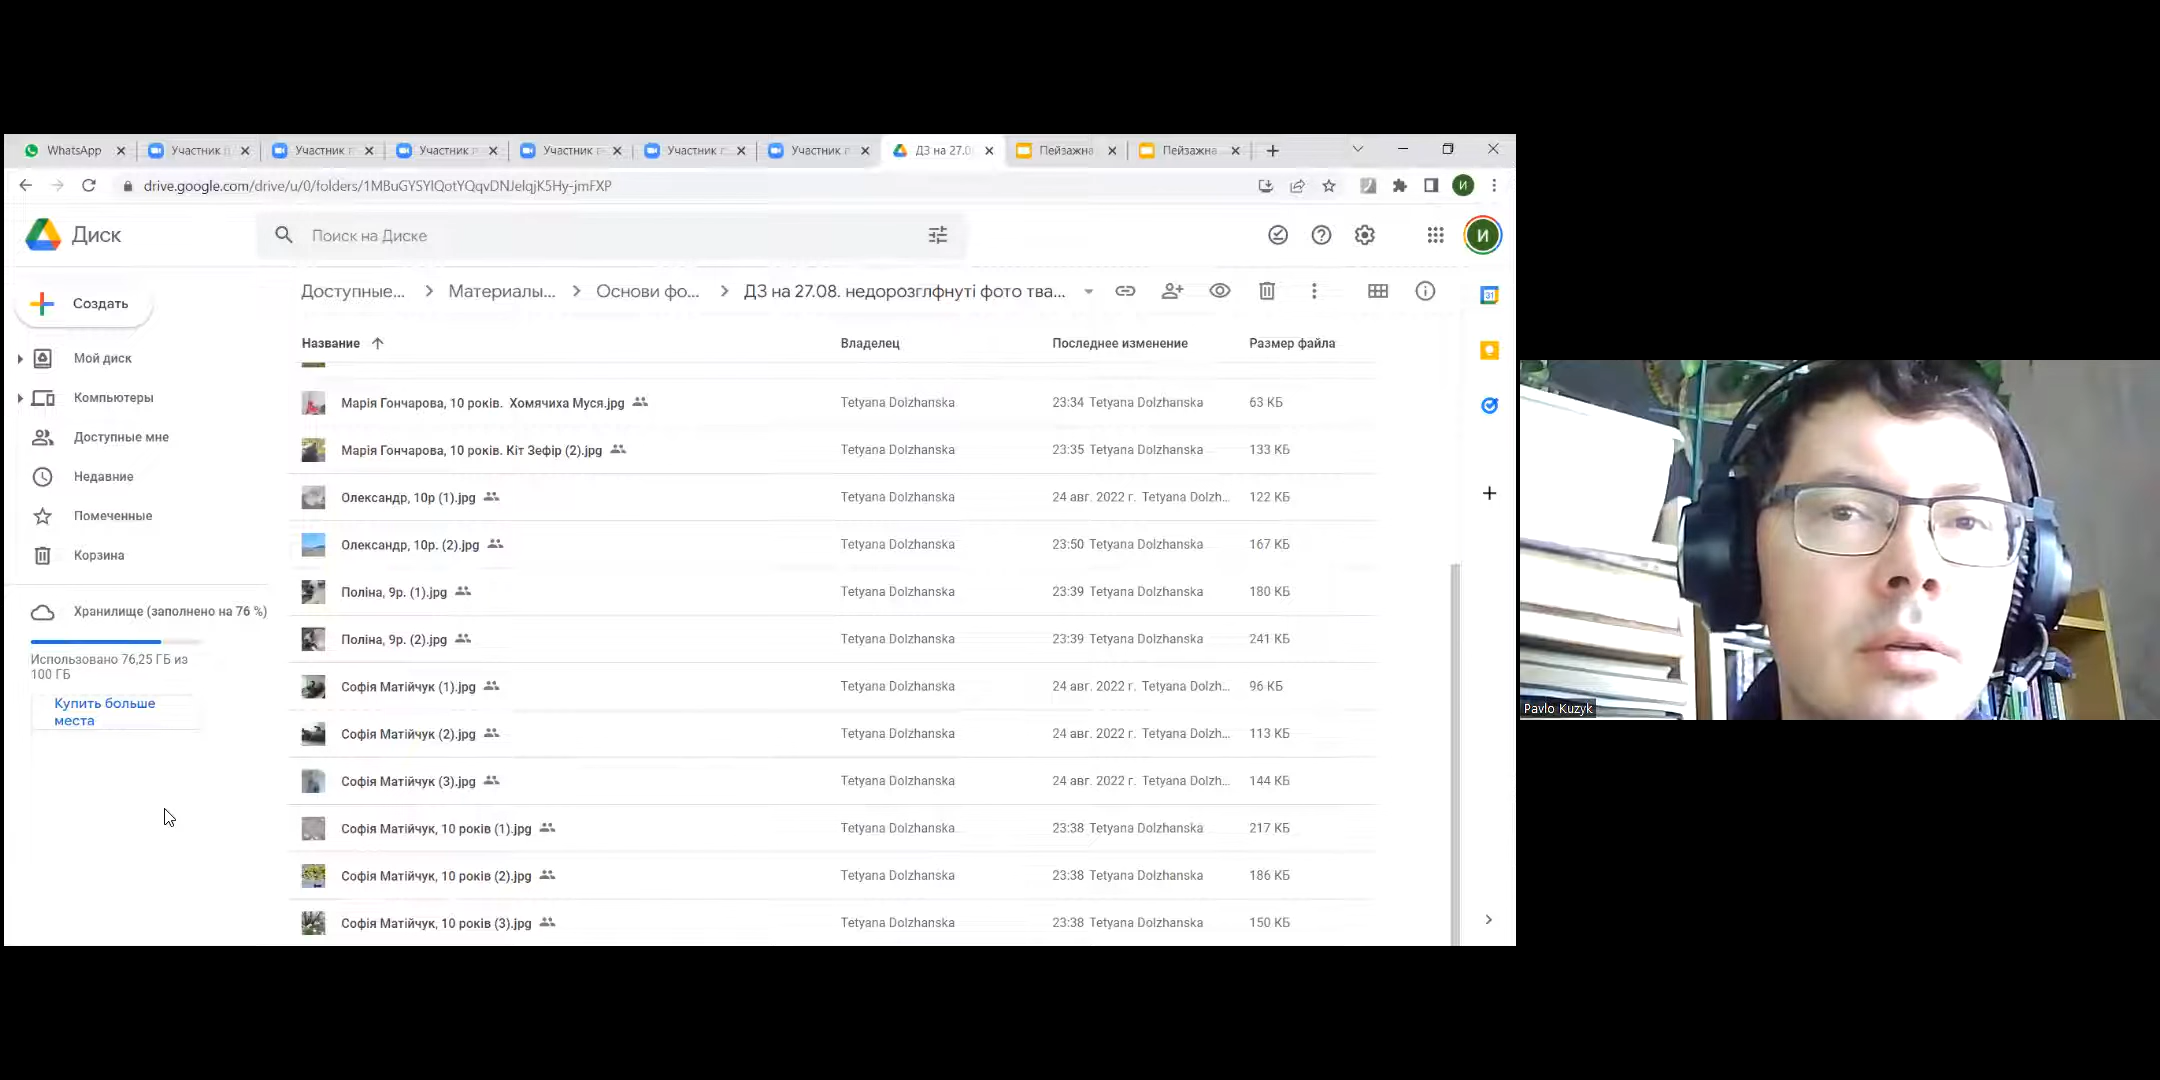 WhatsApp
Участник
Участник
Участник
Участник
Участник
Участник
ДЗ на 27.0
Пейзажна
Пейзажна
drive.google.com/drive/u/0/folders/
И
Диск
Поиск на Диске
И
Создать
Доступные... > Материалы... > Основи фо... > ДЗ на 27.08. недорозглфнуті фото тва...
31
Название
Владелец
Последнее изменение
Размер файла
Марія Гончарова, 10 років. Хомячиха Муся.jpg Tetyana Dolzhanska 23:34 Tetyana Dolzhanska 63 КБ
Марія Гончарова, 10 років. Кіт Зефір (2).jpg Tetyana Dolzhanska 23:35 Tetyana Dolzhanska 133 КБ
Олександр, 10р (1).jpg Tetyana Dolzhanska 24 авг. 2022 г. Tetyana Dolzh... 122 КБ
Олександр, 10р. (2).jpg Tetyana Dolzhanska 23:50 Tetyana Dolzhanska 167 КБ
Поліна, 9р. (1).jpg Tetyana Dolzhanska 23:39 Tetyana Dolzhanska 180 КБ
Поліна, 9р. (2).jpg Tetyana Dolzhanska 23:39 Tetyana Dolzhanska 241 КБ
Софія Матійчук (1).jpg Tetyana Dolzhanska 24 авг. 2022 г. Tetyana Dolzh... 96 КБ
Софія Матійчук (2).jpg Tetyana Dolzhanska 24 авг. 2022 г. Tetyana Dolzh... 113 КБ
Софія Матійчук (3).jpg Tetyana Dolzhanska 24 авг. 2022 г. Tetyana Dolzh... 144 КБ
Софія Матійчук, 10 років (1).jpg Tetyana Dolzhanska 23:38 Tetyana Dolzhanska 217 КБ
Софія Матійчук, 10 років (2).jpg Tetyana Dolzhanska 23:38 Tetyana Dolzhanska 186 КБ
Софія Матійчук, 10 років (3).jpg Tetyana Dolzhanska 23:38 Tetyana Dolzhanska 150 КБ
Мой диск
Компьютеры
Доступные мне
Недавние
Помеченные
Корзина
Хранилище (заполнено на 76 %)
Использовано 76,25 ГБ из
100 ГБ
Купить больше
места
Pavlo Kuzyk